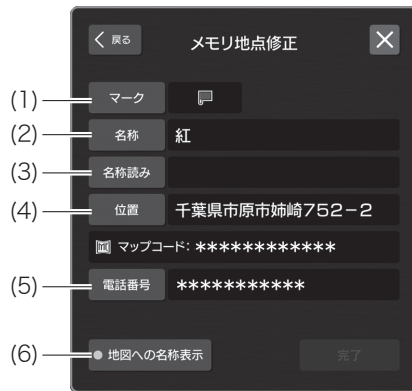 戻る
メモリ地点修正
(1) マーク
(2) 名称 紅
(3) 名称読み
(4) 位置 千葉県市原市姉崎752-2
マップコード:************
(5) 電話番号 ***********
(6) 地図への名称表示 完了